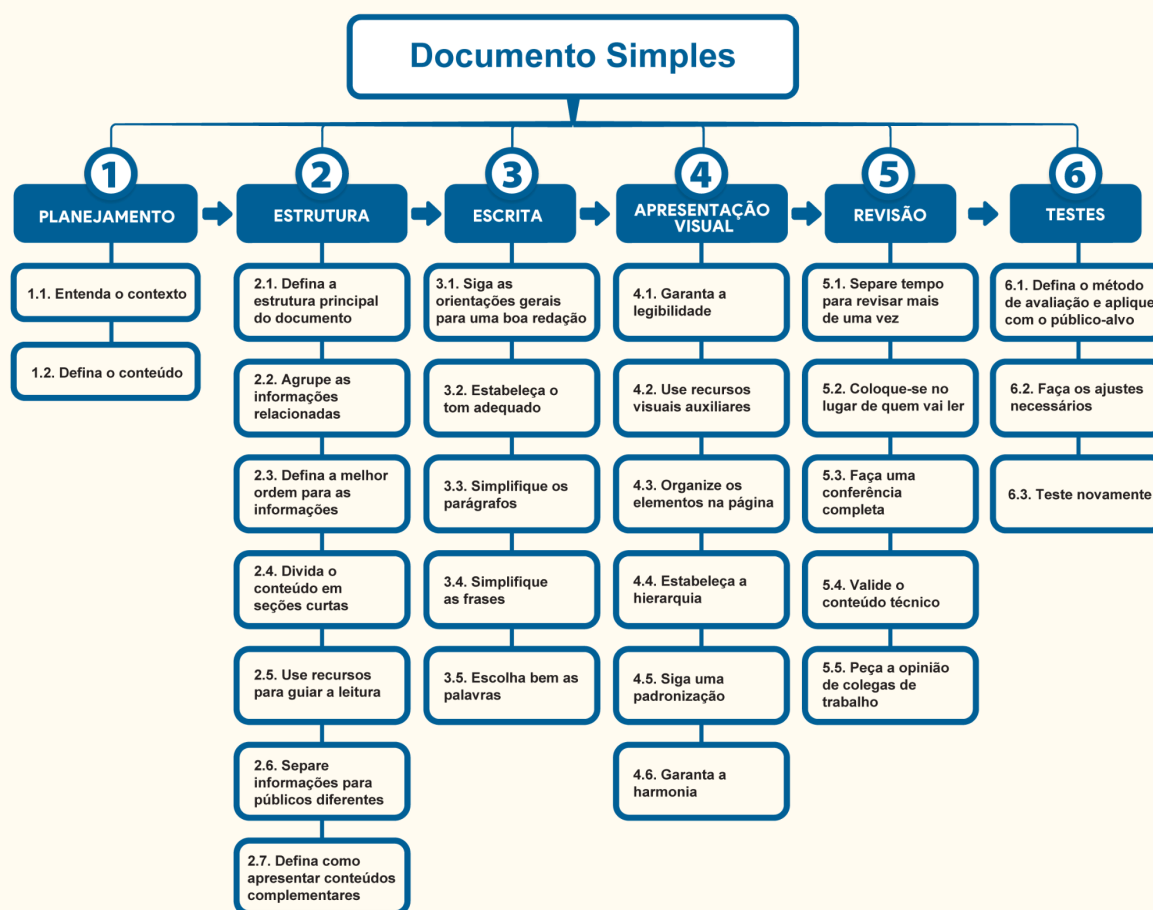 Documento Simples
1
PLANEJAMENTO
1.1. Entenda o contexto
1.2. Defina o conteúdo
2
ESTRUTURA
2.1. Defina a
estrutura principal
do documento
2.2. Agrupe as
informações
relacionadas
2.3. Defina a melhor
ordem para as
informações
2.4. Divida o
conteúdo em
seções curtas
2.5. Use recursos
para guiar a leitura
2.6. Separe
informações para
públicos diferentes
2.7. Defina como
apresentar conteúdos
complementares
3
ESCRITA
3.1. Siga as
orientações gerais
para uma boa redação
3.2. Estabeleça o
tom adequado
3.3. Simplifique os
parágrafos
3.4. Simplifique
as frases
3.5. Escolha bem as
palavras
4
APRESENTAÇÃO
VISUAL
4.1. Garanta a
legibilidade
4.2. Use recursos
visuais auxiliares
4.3. Organize os
elementos na página
4.4. Estabeleça a
hierarquia
4.5. Siga uma
padronização
4.6. Garanta a
harmonia
5
REVISÃO
5.1. Separe tempo
para revisar mais
de uma vez
5.2. Coloque-se no
lugar de quem vai ler
5.3. Faça uma
conferência
completa
5.4. Valide o
conteúdo técnico
5.5. Peça a opinião
de colegas de
trabalho
6
TESTES
6.1. Defina o método
de avaliação e aplique
com o público-alvo
6.2. Faça os ajustes
necessários
6.3. Teste novamente